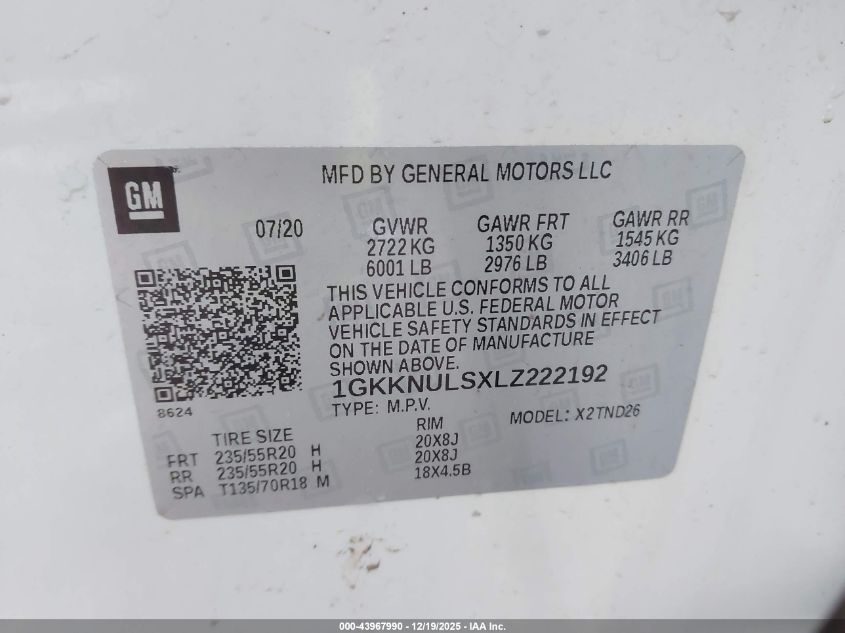 GM
MFD BY GENERAL MOTORS LLC
07/20
GVWR
2722 KG
6001 LB
GAWR FRT
1350 KG
2976 LB
GAWR RR
1545 KG
3406 LB
THIS VEHICLE CONFORMS TO ALL
APPLICABLE U.S. FEDERAL MOTOR
VEHICLE SAFETY STANDARDS IN EFFECT
ON THE DATE OF MANUFACTURE
SHOWN ABOVE.
1GKKNULSXLZ222192
TYPE: M.P.V. MODEL: X2TND26
8624
TIRE SIZE RIM
FRT 235/55R20 H 20X8J
RR 235/55R20 H 20X8J
SPA T135/70R18 M 18X4.5B
000-43967990 - 12/19/2025 - IAA Inc.